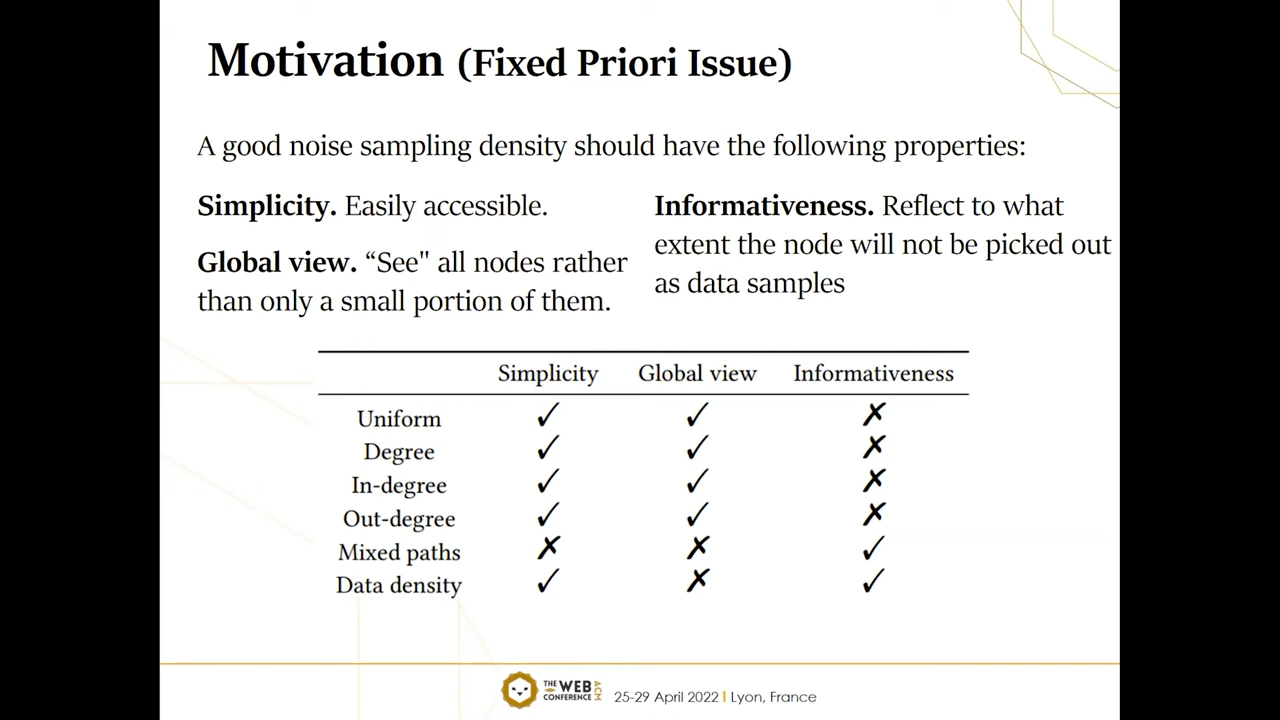 Motivation (Fixed Priori Issue)
A good noise sampling density should have the following properties:
Simplicity. Easily accessible.
Global view. “See" all nodes rather
than only a small portion of them.
Informativeness. Reflect to what
extent the node will not be picked out
as data samples
Simplicity Global view Informativeness
Uniform ✓ ✓ ✗
Degree ✓ ✓ ✗
In-degree ✓ ✓ ✗
Out-degree ✓ ✓ ✗
Mixed paths ✗ ✗ ✓
Data density ✓ ✗ ✓
THE WEB CONFERENCE ACM
25-29 April 2022 | Lyon, France